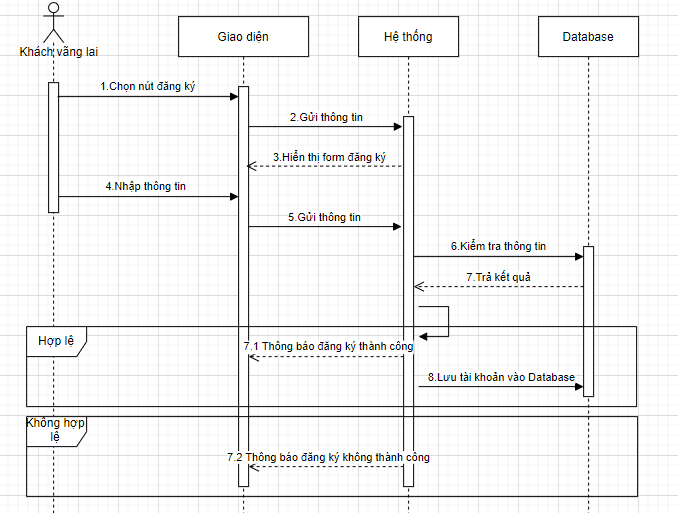 Khách vãng lai
Giao diện
Hệ thống
Database
1.Chọn nút đăng ký
2.Gửi thông tin
3.Hiển thị form đăng ký
4.Nhập thông tin
5.Gửi thông tin
6.Kiểm tra thông tin
7.Trả kết quả
Hợp lệ
7.1 Thông báo đăng ký thành công
8.Lưu tài khoản vào Database
Không hợp
lệ
7.2 Thông báo đăng ký không thành công